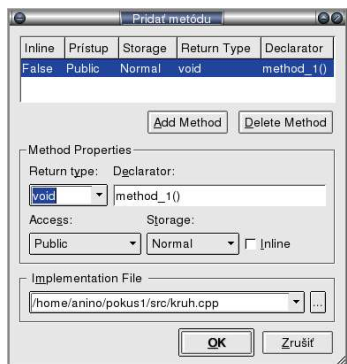 Pridať metódu
Inline Prístup Storage Return Type Declarator
False Public Normal void method_1()
Add Method Delete Method
Method Properties
Return type: Declarator:
void method_1()
Access: Storage:
Public Normal Inline
Implementation File
/home/anino/pokus1/src/kruh.cpp ...
OK Zrušiť